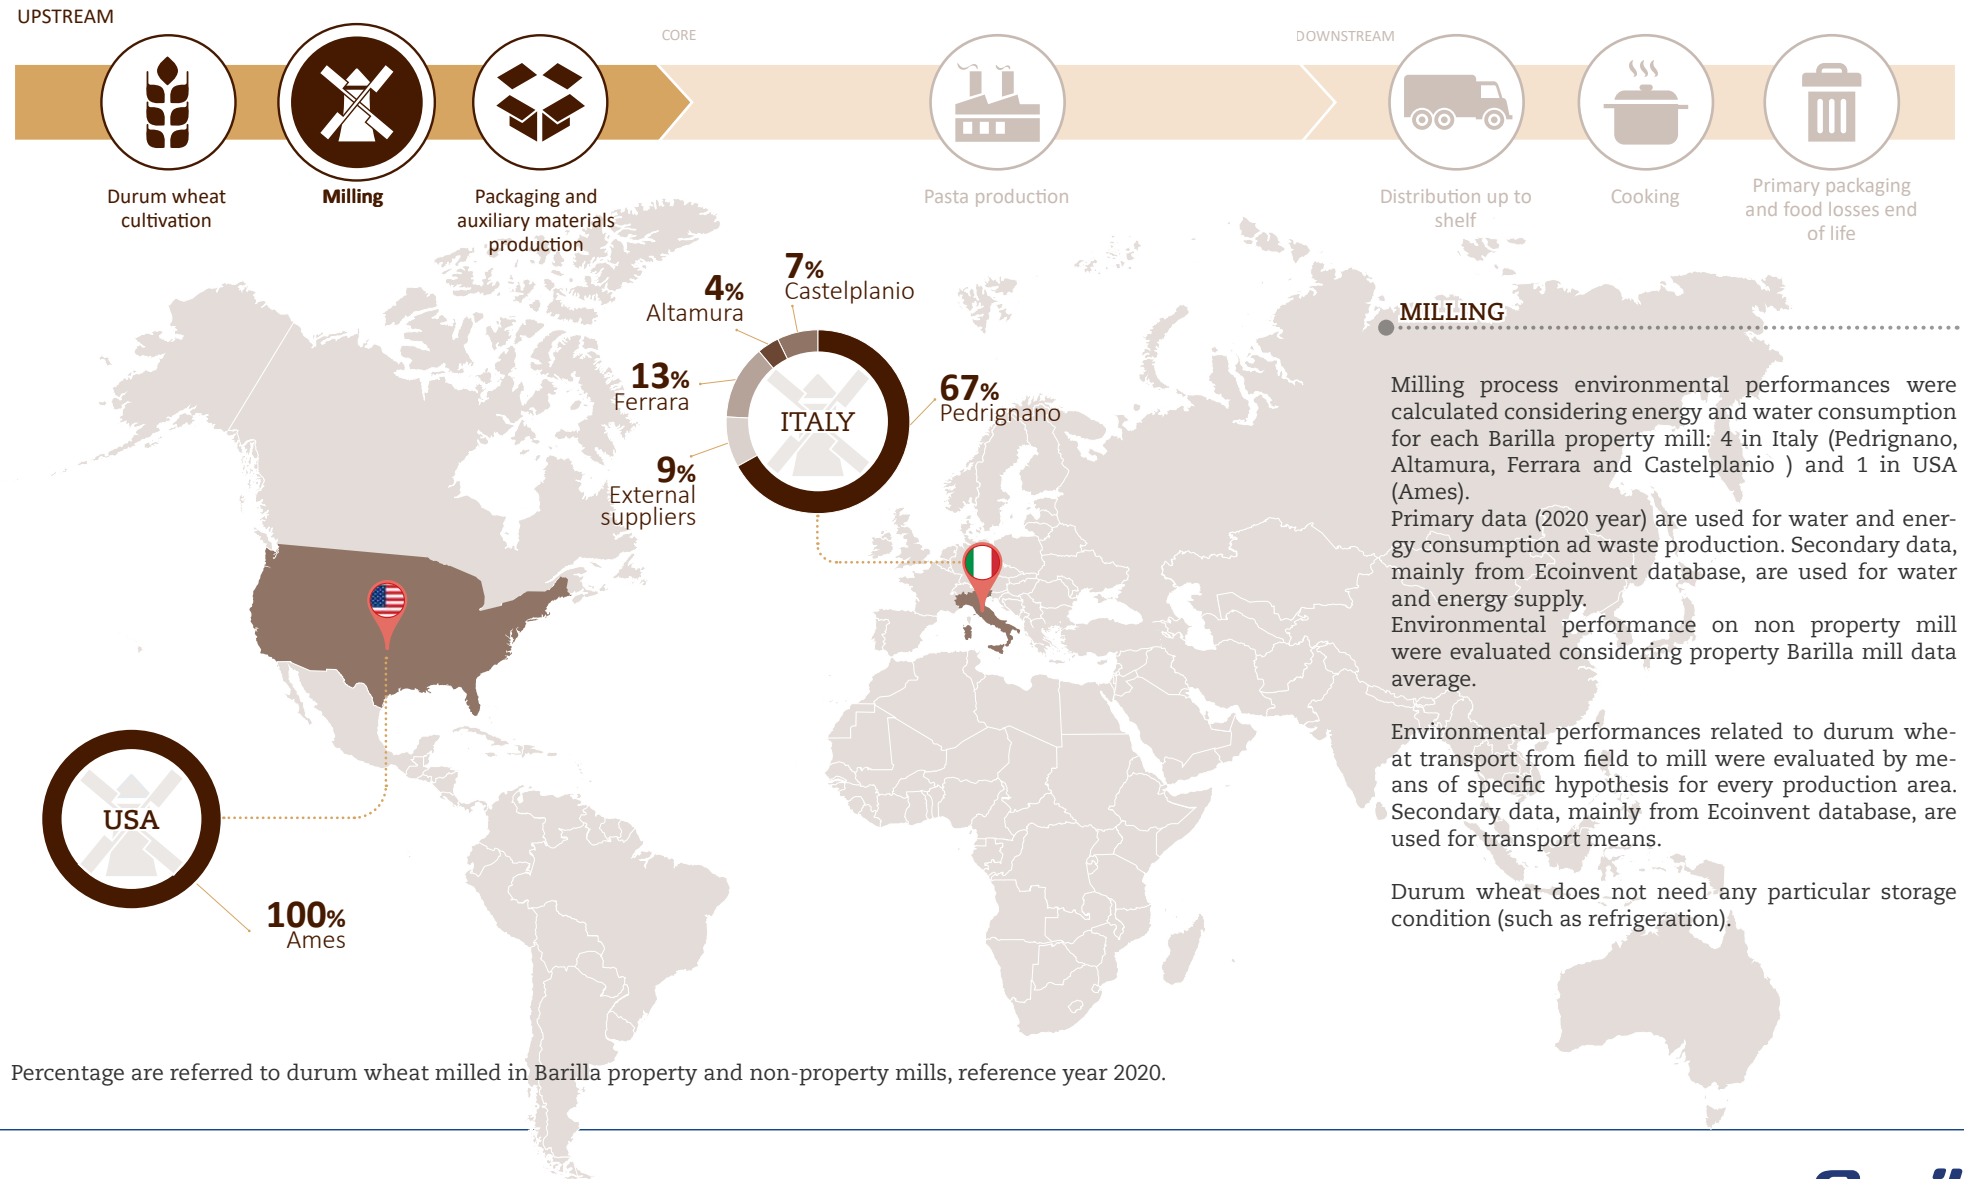 UPSTREAM
CORE
DOWNSTREAM
Durum wheat
cultivation
Milling
Packaging and
auxiliary materials
production
Pasta production
Distribution up to
shelf
Cooking
Primary packaging
and food losses end
of life
7%
Castelplanio
4%
Altamura
13%
Ferrara
67%
Pedrignano
ITALY
9%
External
suppliers
USA
100%
Ames
MILLING
Milling process environmental performances were
calculated considering energy and water consumption
for each Barilla property mill: 4 in Italy (Pedrignano,
Altamura, Ferrara and Castelplanio ) and 1 in USA
(Ames).
Primary data (2020 year) are used for water and ener-
gy consumption ad waste production. Secondary data,
mainly from Ecoinvent database, are used for water
and energy supply.
Environmental performance on non property mill
were evaluated considering property Barilla mill data
average.
Environmental performances related to durum whe-
at transport from field to mill were evaluated by me-
ans of specific hypothesis for every production area.
Secondary data, mainly from Ecoinvent database, are
used for transport means.
Durum wheat does not need any particular storage
condition (such as refrigeration).
Percentage are referred to durum wheat milled in Barilla property and non-property mills, reference year 2020.